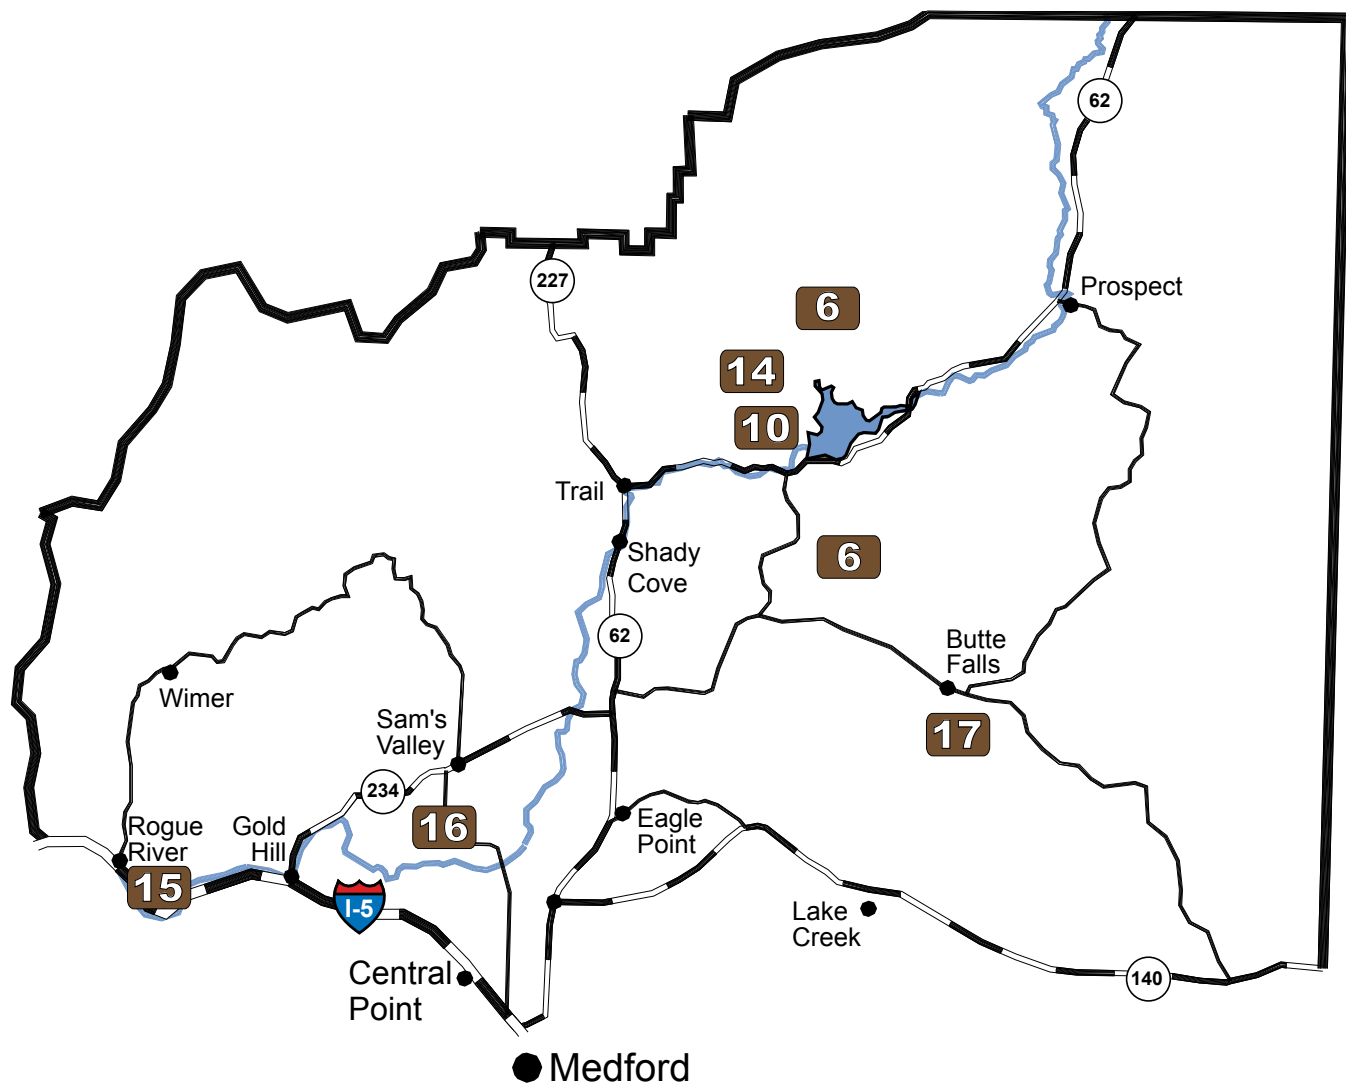 62
227
Prospect
6
14
10
Trail
Shady
Cove
6
62
Butte
Falls
Wimer
Sam's
Valley
17
234
16
Rogue
River
Gold
Hill
Eagle
Point
15
I-5
Lake
Creek
Central
Point
140
Medford